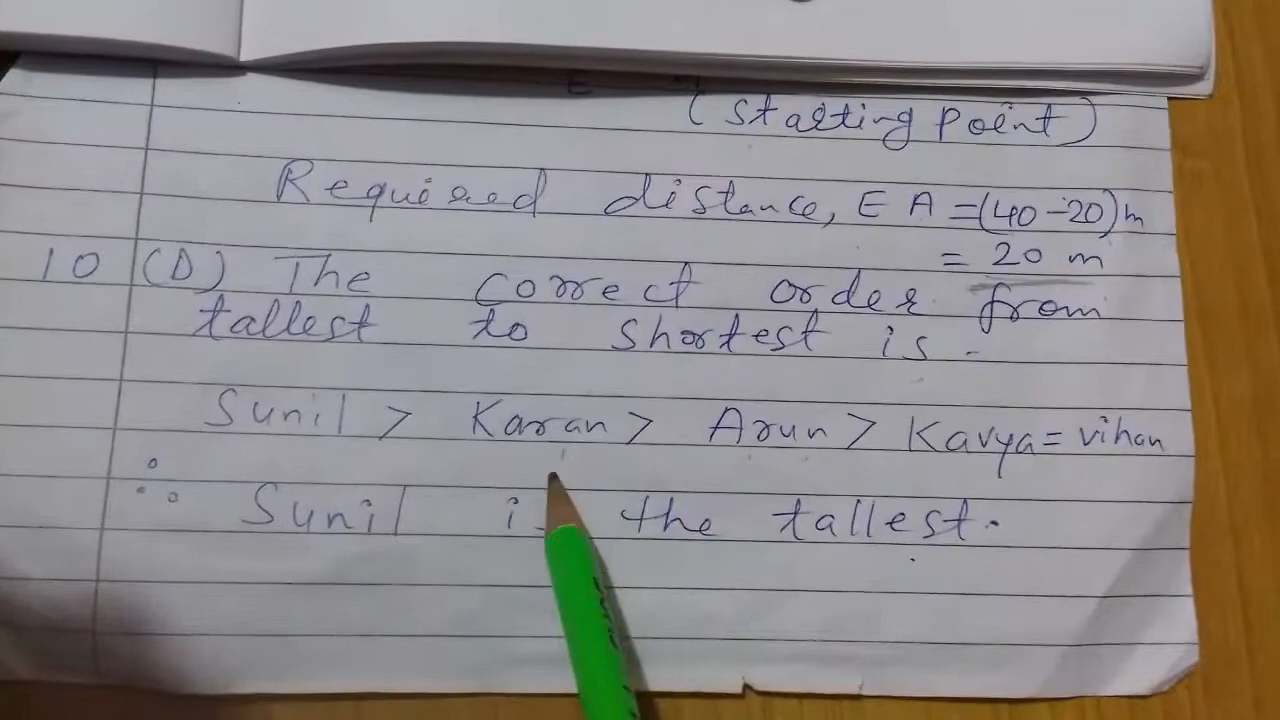 (Starting Point)
Required distance, EA =(40-20)m
= 20 m
10 (D) The correct order from
tallest to shortest is.
Sunil > Karan > Arun > Kavya = vihan
∴ Sunil the tallest.